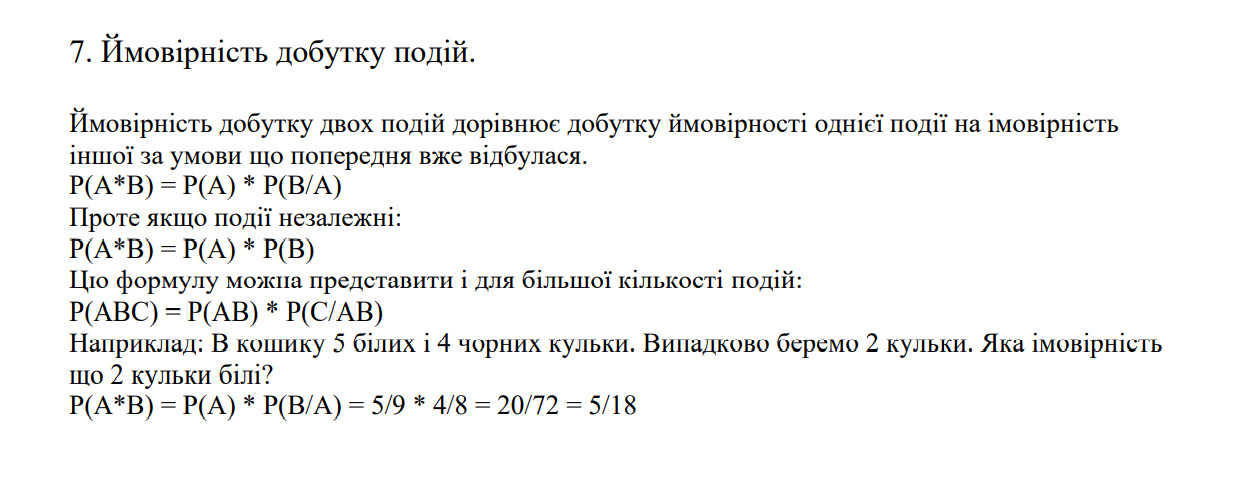 7. Ймовірність добутку подій.
Ймовірність добутку двох подій дорівнює добутку ймовірності однієї події на імовірність
іншої за умови що попередня вже відбулася.
P(A*B) = P(A) * P(B/A)
Проте якщо події незалежні:
P(A*B) = P(A) * P(B)
Цю формулу можна представити і для більшої кількості подій:
P(ABC) = P(AB) * P(C/AB)
Наприклад: В кошику 5 білих і 4 чорних кульки. Випадково беремо 2 кульки. Яка імовірність
що 2 кульки білі?
P(A*B) = P(A) * P(B/A) = 5/9 * 4/8 = 20/72 = 5/18